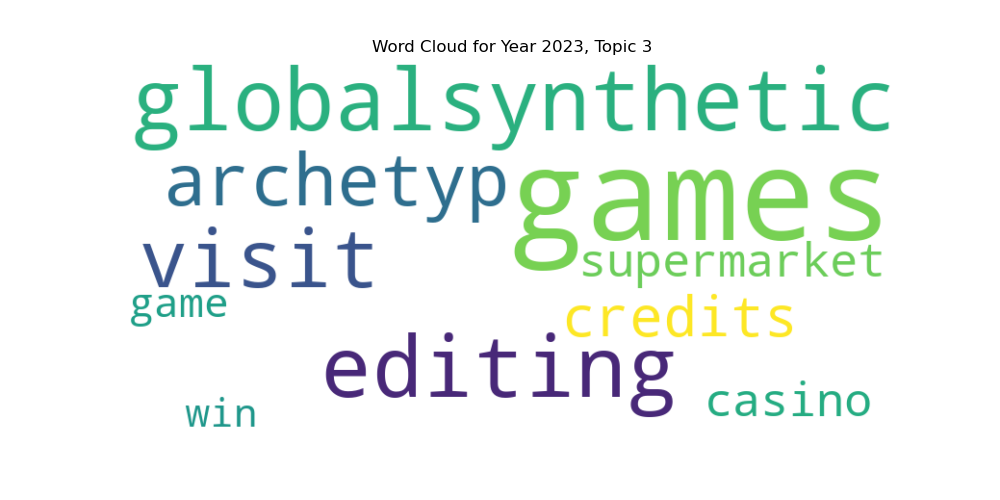 Word Cloud for Year 2023, Topic 3
globalsynthetic
archetyp games
visit supermarket
game credits
editing
win casino